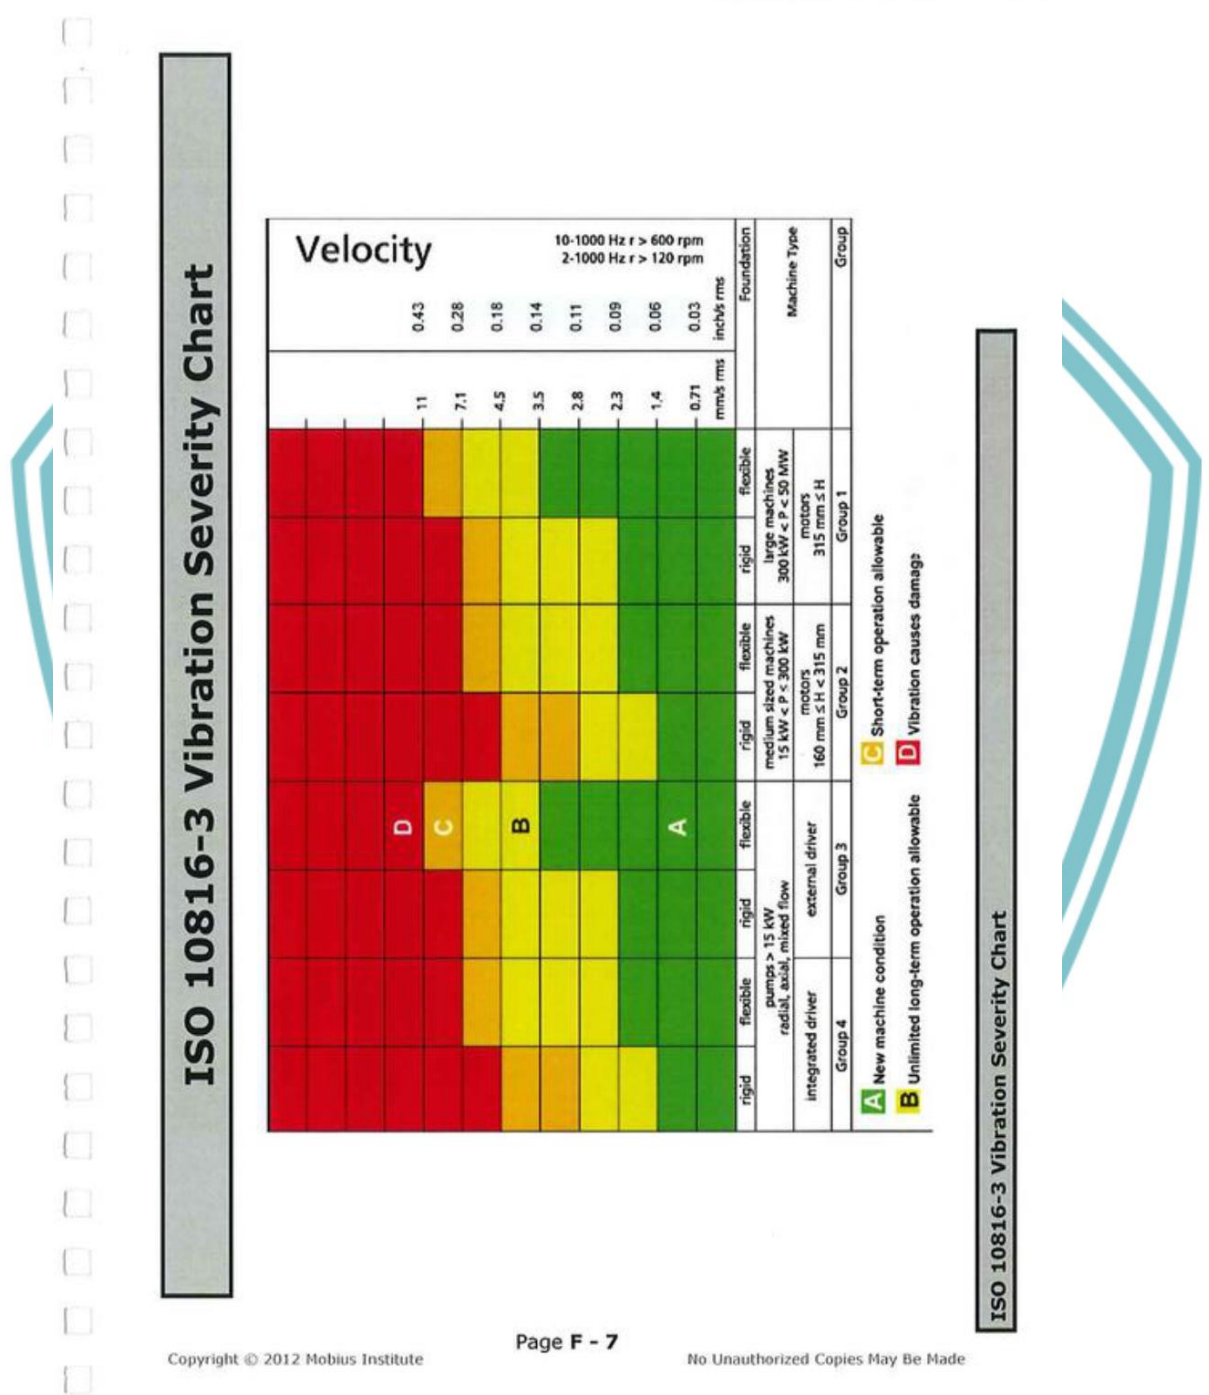 ISO 10816-3 Vibration Severity Chart
Velocity
10-1000 Hz r > 600 rpm
2-1000 Hz r > 120 rpm
11 0.43
7.1 0.28
4.5 0.18
3.5 0.14
2.8 0.11
2.3 0.09
1.4 0.06
0.71 0.03
mm/s rms inch/s rms
D
C
B
A
rigid flexible rigid flexible rigid flexible rigid flexible Foundation
pumps > 15 kW
radial, axial, mixed flow
medium sized machines
15 kW < P ≤ 300 kW
large machines
300 kW < P < 50 MW
Machine Type
integrated driver
external driver
motors
160 mm ≤ H < 315 mm
motors
315 mm ≤ H
Group 4 Group 3 Group 2 Group 1 Group
A New machine condition
C Short-term operation allowable
B Unlimited long-term operation allowable
D Vibration causes damage
ISO 10816-3 Vibration Severity Chart
Page F - 7
Copyright © 2012 Mobius Institute
No Unauthorized Copies May Be Made